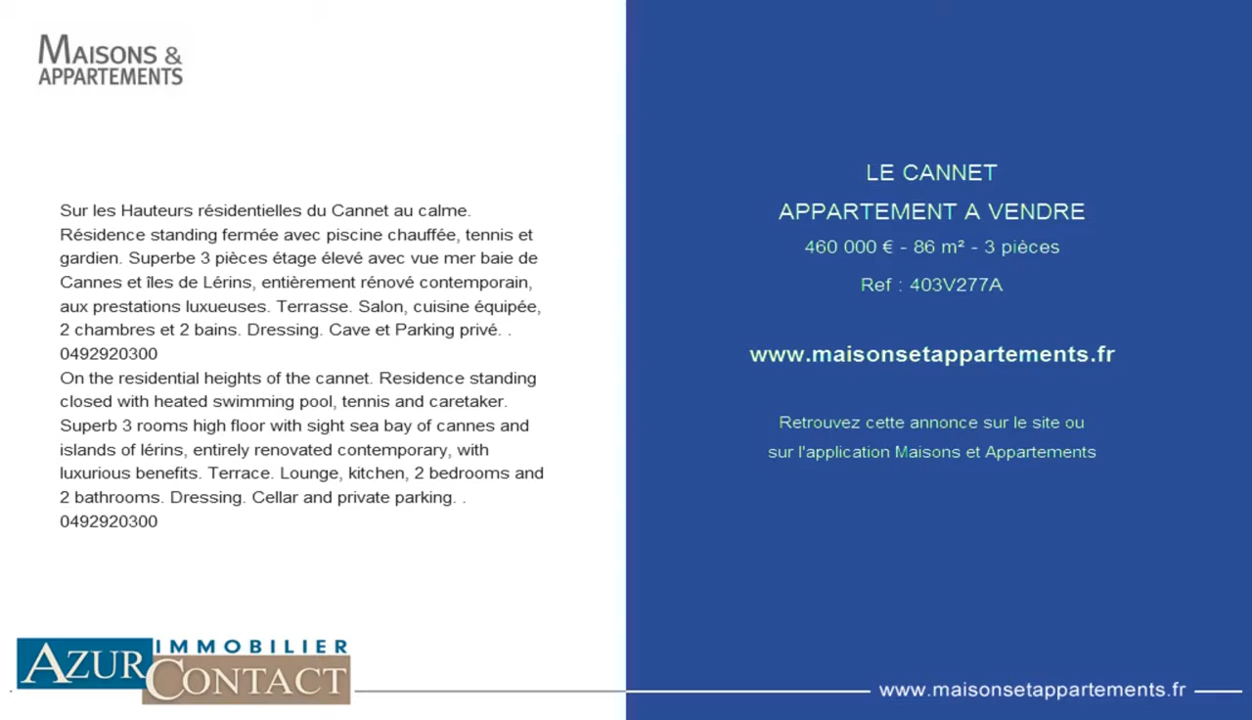 MAISONS &
APPARTEMENTS
Sur les Hauteurs résidentielles du Cannet au calme.
Résidence standing fermée avec piscine chauffée, tennis et
gardien. Superbe 3 pièces étage élevé avec vue mer baie de
Cannes et îles de Lérins, entièrement rénové contemporain,
aux prestations luxueuses. Terrasse. Salon, cuisine équipée,
2 chambres et 2 bains. Dressing. Cave et Parking privé. .
0492920300
On the residential heights of the cannet. Residence standing
closed with heated swimming pool, tennis and caretaker.
Superb 3 rooms high floor with sight sea bay of cannes and
islands of lérins, entirely renovated contemporary, with
luxurious benefits. Terrace. Lounge, kitchen, 2 bedrooms and
2 bathrooms. Dressing. Cellar and private parking. .
0492920300
LE CANNET
APPARTEMENT A VENDRE
460 000 € - 86 m² - 3 pièces
Ref : 403V277A
www.maisonsetappartements.fr
Retrouvez cette annonce sur le site ou
sur l'application Maisons et Appartements
IMMOBILIER
AZUR
CONTACT
www.maisonsetappartements.fr